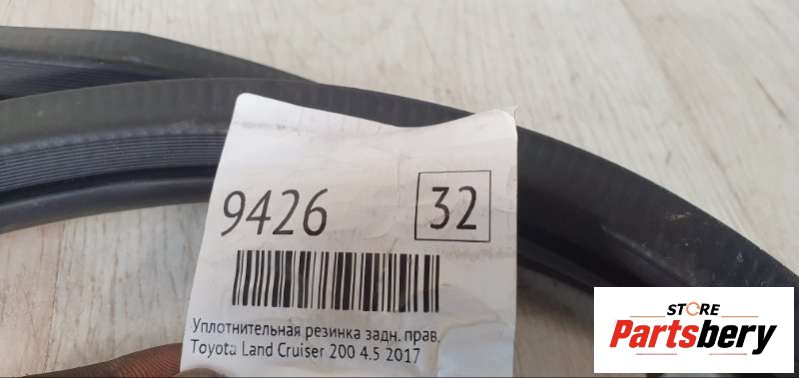 9426
32
Уплотнительная резинка задн. прав.
Toyota Land Cruiser 200 4.5 2017
STORE
Partsbery